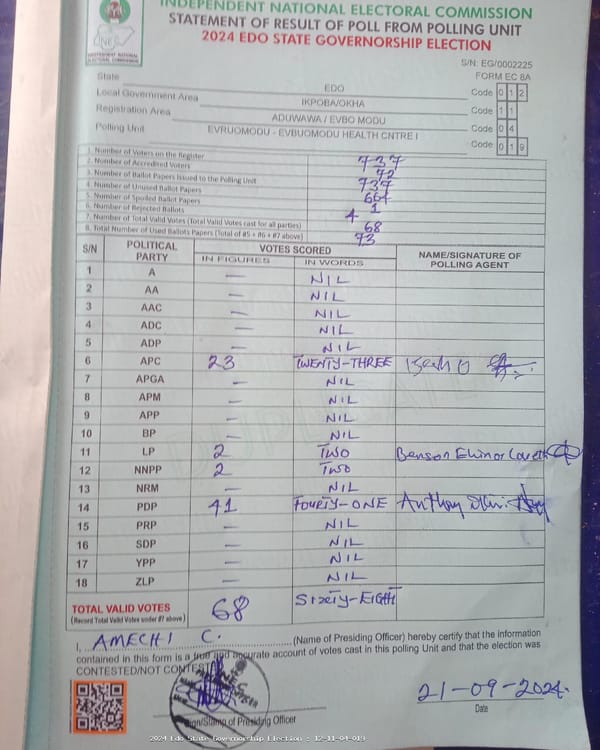 INDEPENDENT NATIONAL ELECTORAL COMMISSION
STATEMENT OF RESULT OF POLL FROM POLLING UNIT
2024 EDO STATE GOVERNORSHIP ELECTION
S/N: EG/0002225
FORM EC 8A
State EDO Code 0 1 2
Local Government Area IKPOBA/OKHA Code 1 1
Registration Area ADUWAWA / EVBO MODU Code 0 4
Polling Unit EVRUOMODU - EVBUOMODU HEALTH CNTRE I Code 0 1 9
1. Number of Voters on the Register 737
2. Number of Accredited Voters 72
3. Number of Ballot Papers Issued to the Polling Unit 737
4. Number of Unused Ballot Papers 664
5. Number of Spoiled Ballot Papers 1
6. Number of Rejected Ballots 4
7. Number of Total Valid Votes (Total Valid Votes cast for all parties) 68
8. Total Number of Used Ballots Papers (Total of #5 + #6 + #7 above) 73
S/N POLITICAL PARTY VOTES SCORED NAME/SIGNATURE OF POLLING AGENT
IN FIGURES IN WORDS
1 A — NIL
2 AA — NIL
3 AAC — NIL
4 ADC — NIL
5 ADP — NIL
6 APC 23 TWENTY-THREE
7 APGA — NIL
8 APM — NIL
9 APP — NIL
10 BP — NIL
11 LP 2 TWO Benson
12 NNPP 2 TWO
13 NRM — NIL
14 PDP 41 FOURTY-ONE Anthony
15 PRP — NIL
16 SDP — NIL
17 YPP — NIL
18 ZLP — NIL
TOTAL VALID VOTES 68 SIXTY-EIGHT
(Record Total Valid Votes under #7 above)
I, AMECHI C. (Name of Presiding Officer) hereby certify that the information
contained in this form is a true and accurate account of votes cast in this polling Unit and that the election was
CONTESTED/NOT CONTESTED
21-09-2024.
Sign/Stamp of Presiding Officer Date
2024 Edo State Governorship Election : 12-11-04-019